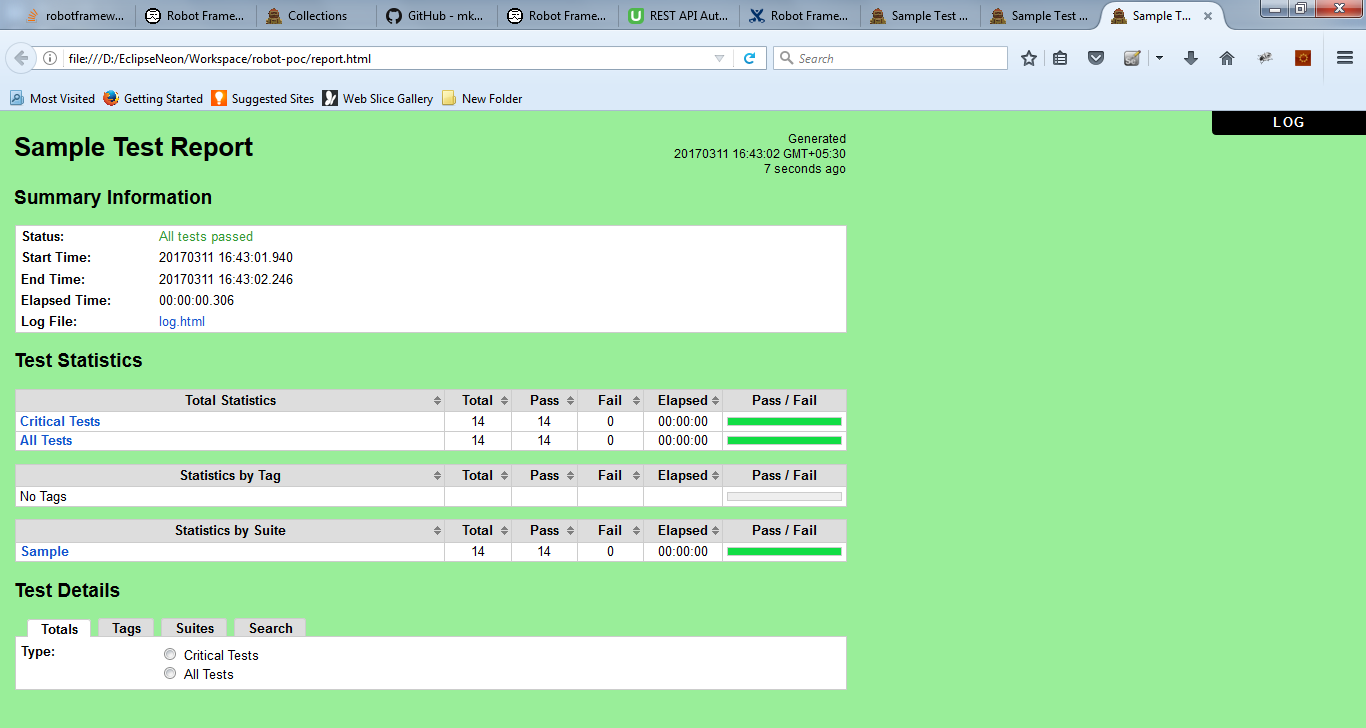 robotframew...
Robot Frame...
Collections
GitHub - mk...
Robot Frame...
REST API Aut...
Robot Frame...
Sample Test ...
Sample Test ...
Sample T...
file:///D:/EclipseNeon/Workspace/robot-poc/report.html
Search
Most Visited Getting Started Suggested Sites Web Slice Gallery New Folder
LOG
Sample Test Report
Generated
20170311 16:43:02 GMT+05:30
7 seconds ago
Summary Information
Status: All tests passed
Start Time: 20170311 16:43:01.940
End Time: 20170311 16:43:02.246
Elapsed Time: 00:00:00.306
Log File: log.html
Test Statistics
Total Statistics Total Pass Fail Elapsed Pass / Fail
Critical Tests 14 14 0 00:00:00
All Tests 14 14 0 00:00:00
Statistics by Tag Total Pass Fail Elapsed Pass / Fail
No Tags
Statistics by Suite Total Pass Fail Elapsed Pass / Fail
Sample 14 14 0 00:00:00
Test Details
Totals Tags Suites Search
Type: Critical Tests
All Tests